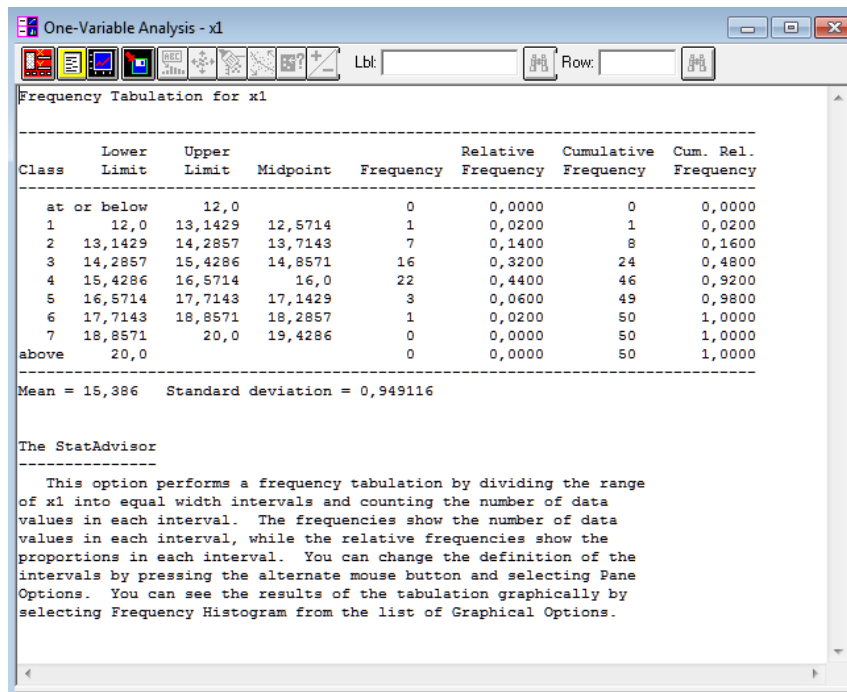 One-Variable Analysis - x1
Lbl: Row:
Frequency Tabulation for x1
--------------------------------------------------------------------------------
Lower Upper Relative Cumulative Cum. Rel.
Class Limit Limit Midpoint Frequency Frequency Frequency Frequency
--------------------------------------------------------------------------------
at or below 12,0 0 0,0000 0 0,0000
1 12,0 13,1429 12,5714 1 0,0200 1 0,0200
2 13,1429 14,2857 13,7143 7 0,1400 8 0,1600
3 14,2857 15,4286 14,8571 16 0,3200 24 0,4800
4 15,4286 16,5714 16,0 22 0,4400 46 0,9200
5 16,5714 17,7143 17,1429 3 0,0600 49 0,9800
6 17,7143 18,8571 18,2857 1 0,0200 50 1,0000
7 18,8571 20,0 19,4286 0 0,0000 50 1,0000
above 20,0 0 0,0000 50 1,0000
--------------------------------------------------------------------------------
Mean = 15,386 Standard deviation = 0,949116
The StatAdvisor
---------------
This option performs a frequency tabulation by dividing the range
of x1 into equal width intervals and counting the number of data
values in each interval. The frequencies show the number of data
values in each interval, while the relative frequencies show the
proportions in each interval. You can change the definition of the
intervals by pressing the alternate mouse button and selecting Pane
Options. You can see the results of the tabulation graphically by
selecting Frequency Histogram from the list of Graphical Options.